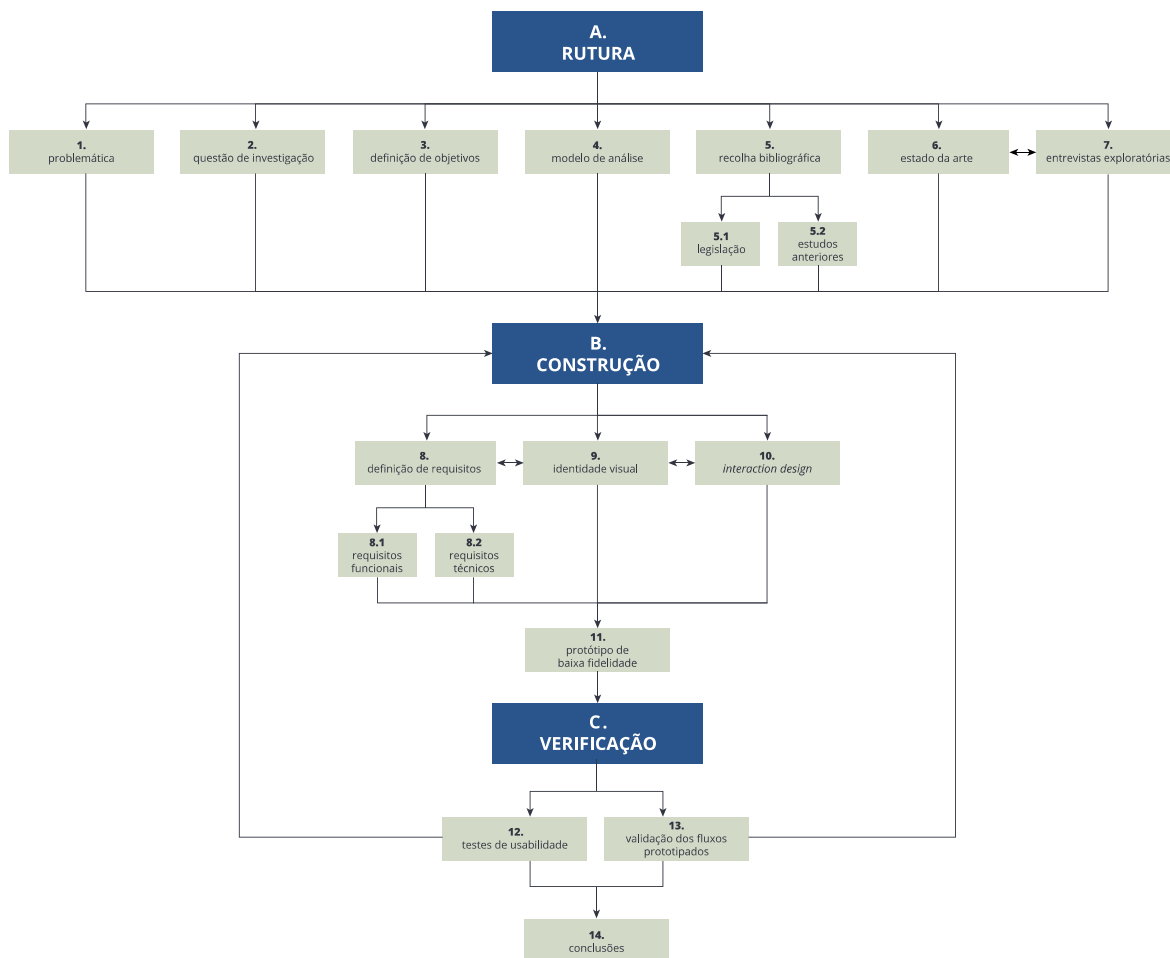 A.
RUTURA
1.
problemática
2.
questão de investigação
3.
definição de objetivos
4.
modelo de análise
5.
recolha bibliográfica
6.
estado da arte
7.
entrevistas exploratórias
5.1
legislação
5.2
estudos
anteriores
B.
CONSTRUÇÃO
8.
definição de requisitos
9.
identidade visual
10.
interaction design
8.1
requisitos
funcionais
8.2
requisitos
técnicos
11.
protótipo de
baixa fidelidade
C.
VERIFICAÇÃO
12.
testes de usabilidade
13.
validação dos fluxos
prototipados
14.
conclusões